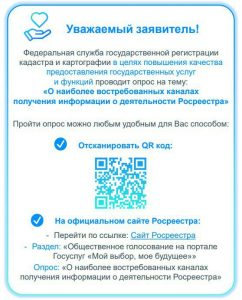 Уважаемый заявитель!
Федеральная служба государственной регистрации
кадастра и картографии в целях повышения качества
предоставления государственных услуг
и функций проводит опрос на тему:
«О наиболее востребованных каналах
получения информации о деятельности Росреестра»
Пройти опрос можно любым удобным для Вас способом:
Отсканировать QR код:
На официальном сайте Росреестра:
- Перейти по ссылке: Сайт Росреестра
- Раздел: «Общественное голосование на портале
Госуслуг «Мой выбор, мое будущее»»
Опрос: «О наиболее востребованных каналах
получения информации о деятельности Росреестра»